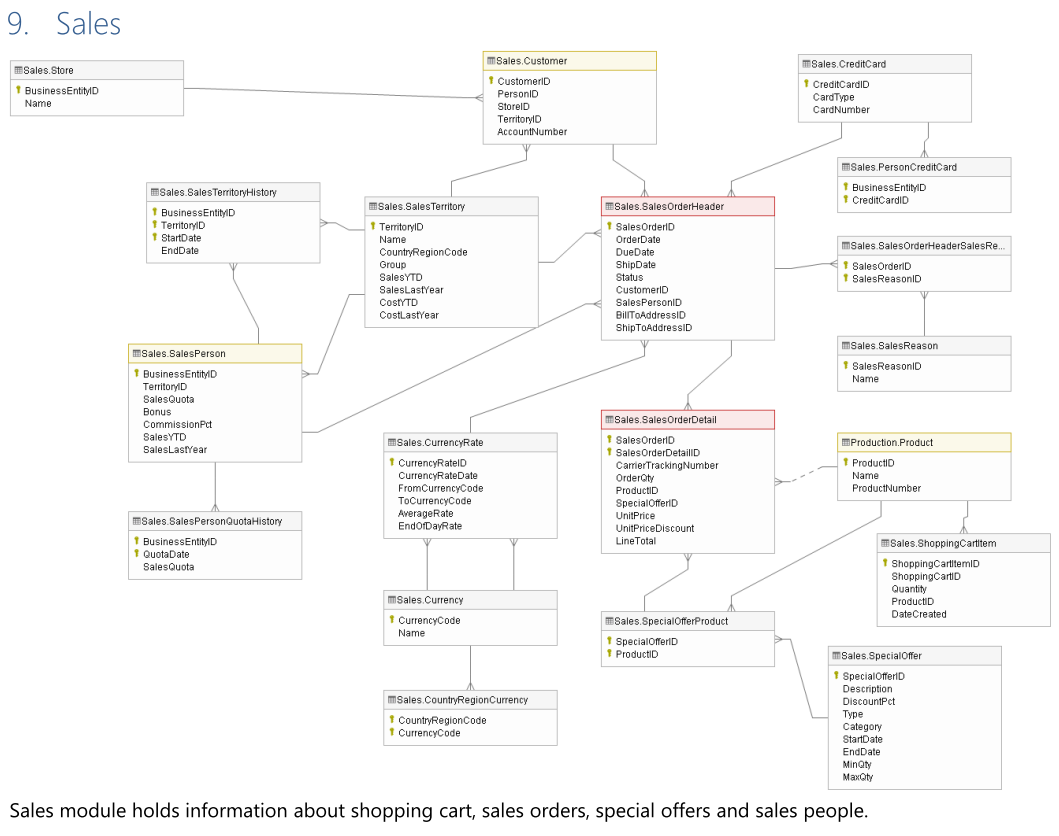 9. Sales
Sales.Store
BusinessEntityID
Name
Sales.Customer
CustomerID
PersonID
StoreID
TerritoryID
AccountNumber
Sales.CreditCard
CreditCardID
CardType
CardNumber
Sales.PersonCreditCard
BusinessEntityID
CreditCardID
Sales.SalesTerritoryHistory
BusinessEntityID
TerritoryID
StartDate
EndDate
Sales.SalesTerritory
TerritoryID
Name
CountryRegionCode
Group
SalesYTD
SalesLastYear
CostYTD
CostLastYear
Sales.SalesOrderHeader
SalesOrderID
OrderDate
DueDate
ShipDate
Status
CustomerID
SalesPersonID
BillToAddressID
ShipToAddressID
Sales.SalesOrderHeaderSalesRe...
SalesOrderID
SalesReasonID
Sales.SalesReason
SalesReasonID
Name
Sales.SalesPerson
BusinessEntityID
TerritoryID
SalesQuota
Bonus
CommissionPct
SalesYTD
SalesLastYear
Sales.CurrencyRate
CurrencyRateID
CurrencyRateDate
FromCurrencyCode
ToCurrencyCode
AverageRate
EndOfDayRate
Sales.SalesOrderDetail
SalesOrderID
SalesOrderDetailID
CarrierTrackingNumber
OrderQty
ProductID
SpecialOfferID
UnitPrice
UnitPriceDiscount
LineTotal
Production.Product
ProductID
Name
ProductNumber
Sales.SalesPersonQuotaHistory
BusinessEntityID
QuotaDate
SalesQuota
Sales.ShoppingCartItem
ShoppingCartItemID
ShoppingCartID
Quantity
ProductID
DateCreated
Sales.Currency
CurrencyCode
Name
Sales.SpecialOfferProduct
SpecialOfferID
ProductID
Sales.SpecialOffer
SpecialOfferID
Description
DiscountPct
Type
Category
StartDate
EndDate
MinQty
MaxQty
Sales.CountryRegionCurrency
CountryRegionCode
CurrencyCode
Sales module holds information about shopping cart, sales orders, special offers and sales people.